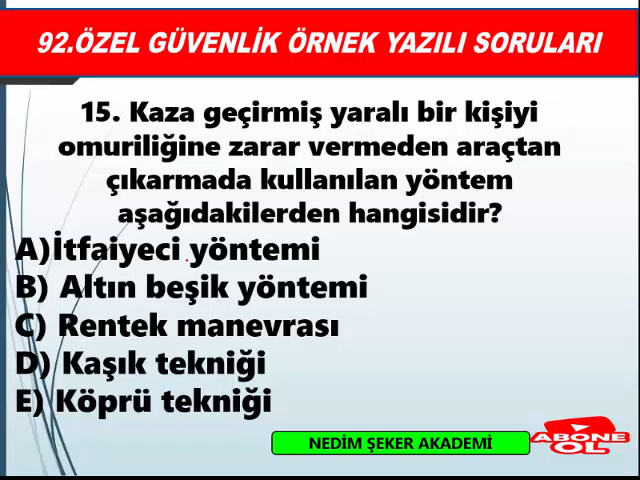 92.ÖZEL GÜVENLİK ÖRNEK YAZILI SORULARI
15. Kaza geçirmiş yaralı bir kişiyi
omuriliğine zarar vermeden araçtan
çıkarmada kullanılan yöntem
aşağıdakilerden hangisidir?
A)İtfaiyeci yöntemi
B) Altın beşik yöntemi
C) Rentek manevrası
D) Kaşık tekniği
E) Köprü tekniği
NEDİM ŞEKER AKADEMİ
ABONE
OL